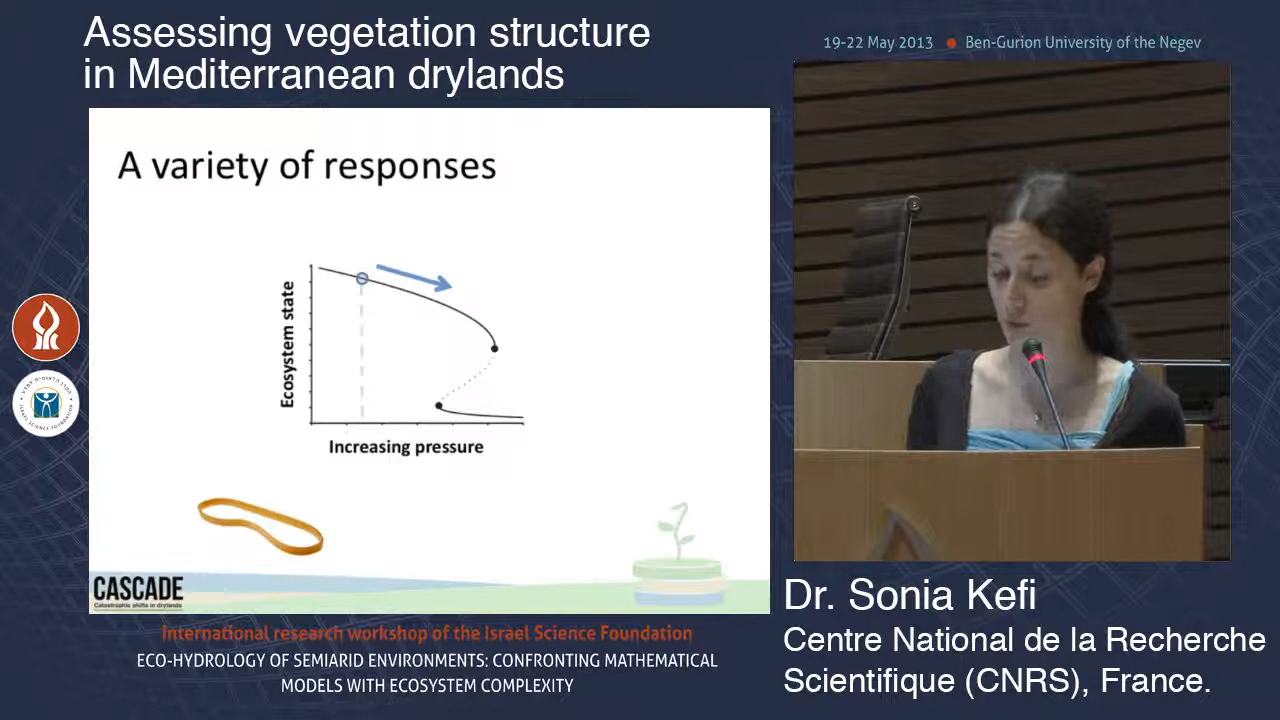 Assessing vegetation structure
in Mediterranean drylands
19-22 May 2013 ● Ben-Gurion University of the Negev
A variety of responses
Ecosystem state
Increasing pressure
CASCADE
Catastrophic shifts in drylands
International research workshop of the Israel Science Foundation
ECO-HYDROLOGY OF SEMIARID ENVIRONMENTS: CONFRONTING MATHEMATICAL
MODELS WITH ECOSYSTEM COMPLEXITY
Dr. Sonia Kefi
Centre National de la Recherche
Scientifique (CNRS), France.